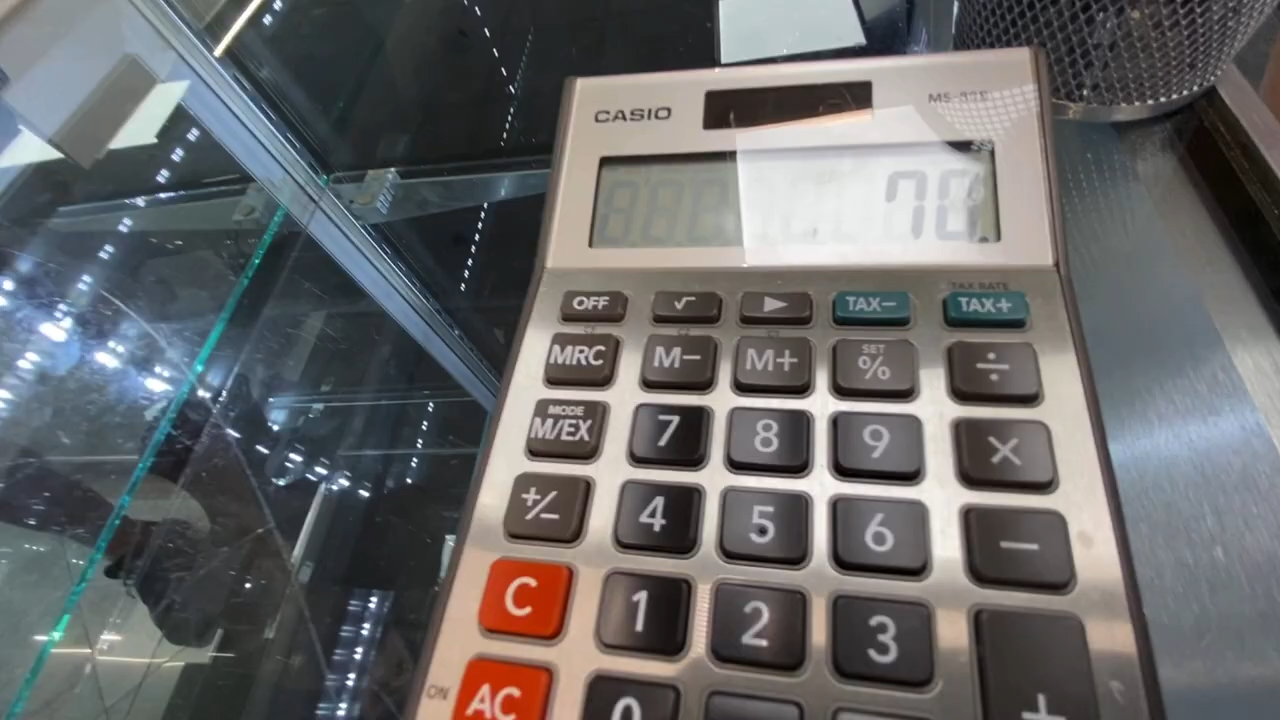 CASIO
70.
TAX RATE
OFF √ ▶ TAX− TAX+
MRC M− M+ SET % ÷
MODE
M/EX 7 8 9 ×
+/− 4 5 6 −
C 1 2 3
ON AC 0 +